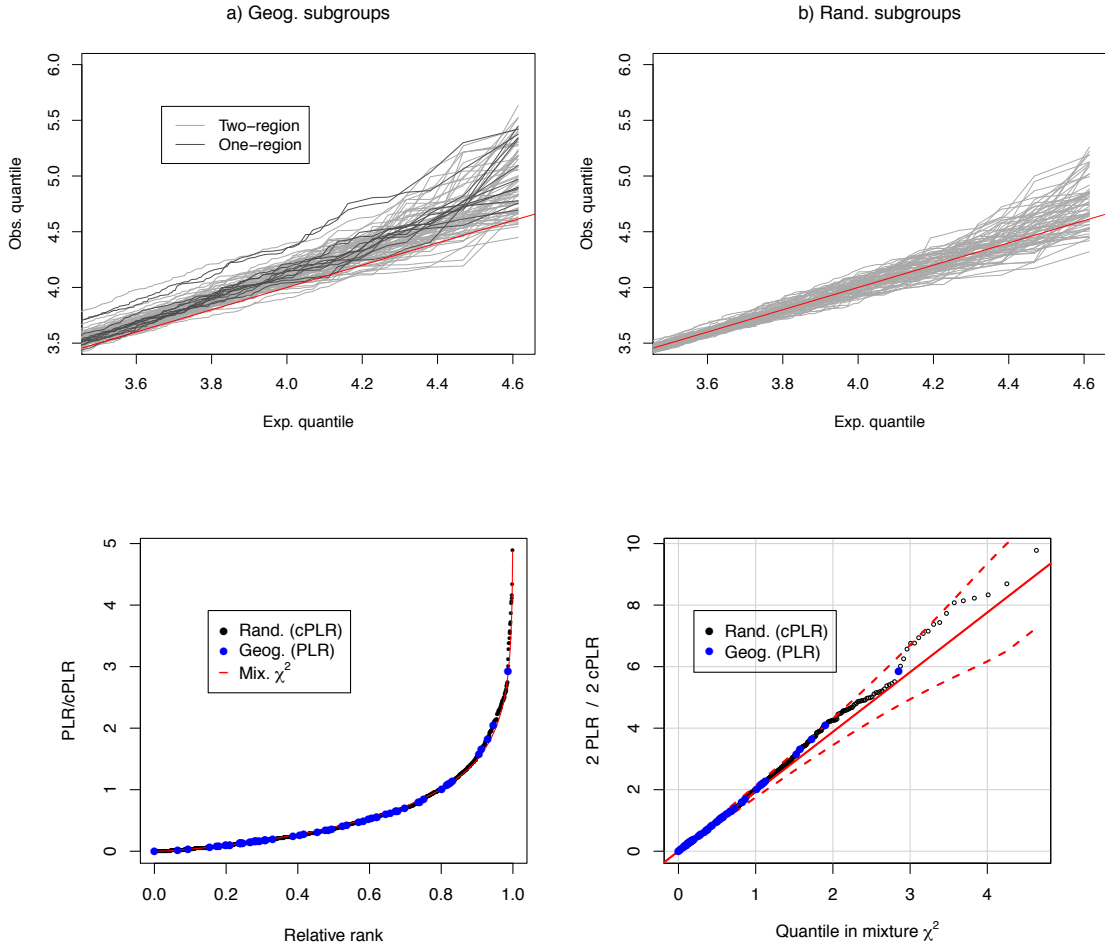 a) Geog. subgroups
b) Rand. subgroups
6.0
5.5
5.0
4.5
4.0
3.5
Obs. quantile
Two−region
One−region
3.6 3.8 4.0 4.2 4.4 4.6
Exp. quantile
6.0
5.5
5.0
4.5
4.0
3.5
Obs. quantile
3.6 3.8 4.0 4.2 4.4 4.6
Exp. quantile
5
4
3
2
1
0
PLR/cPLR
Rand. (cPLR)
Geog. (PLR)
Mix. χ²
0.0 0.2 0.4 0.6 0.8 1.0
Relative rank
10
8
6
4
2
0
2 PLR / 2 cPLR
Rand. (cPLR)
Geog. (PLR)
0 1 2 3 4
Quantile in mixture χ²